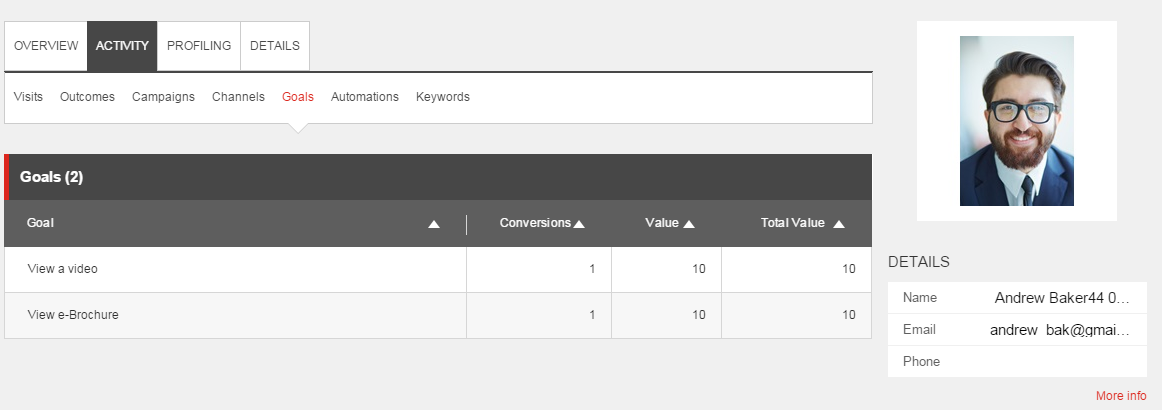 OVERVIEW ACTIVITY PROFILING DETAILS
Visits Outcomes Campaigns Channels Goals Automations Keywords
Goals (2)
Goal Conversions Value Total Value
View a video 1 10 10
View e-Brochure 1 10 10
DETAILS
Name Andrew Baker44 0...
Email andrew_bak@gmai...
Phone
More info